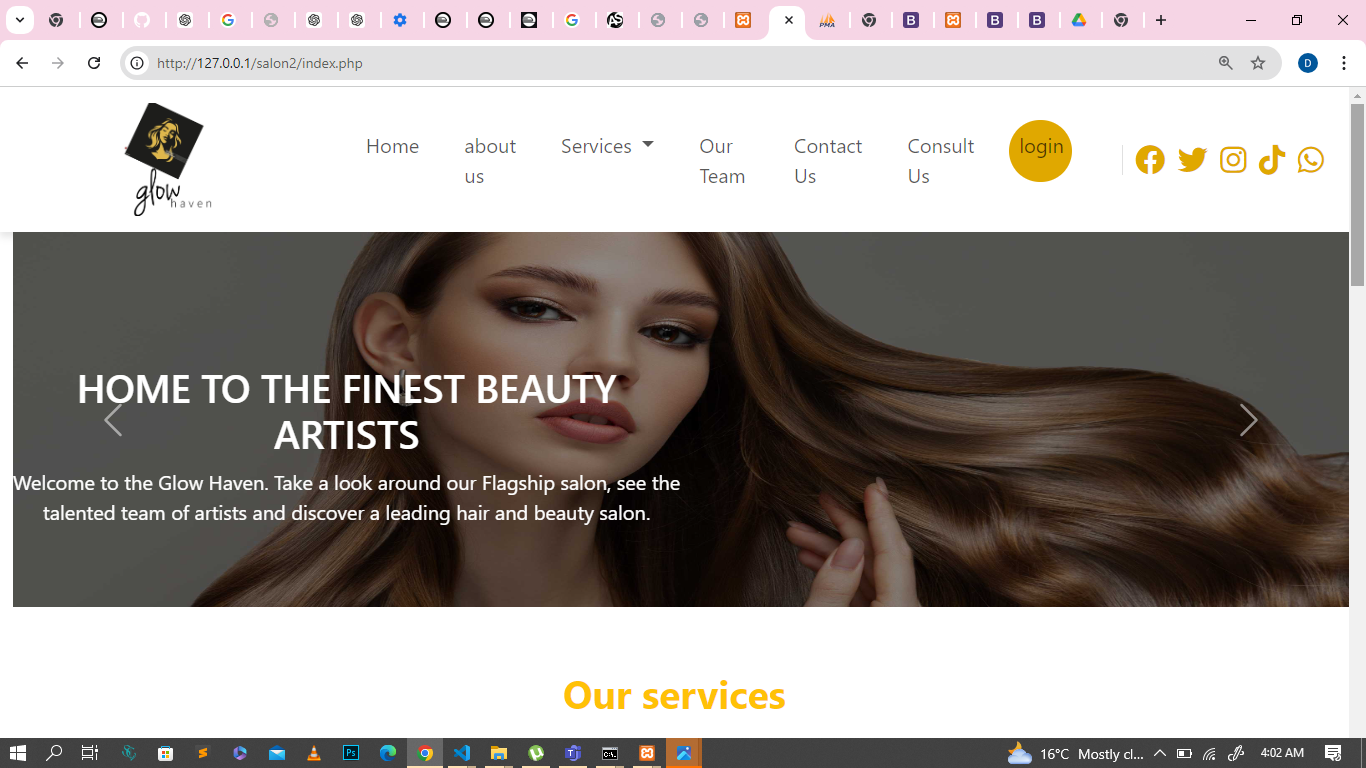 PMA
B
B
B
http://127.0.0.1/salon2/index.php
D
glow
haven
Home
about
us
Services
Our
Team
Contact
Us
Consult
Us
login
HOME TO THE FINEST BEAUTY
ARTISTS
Welcome to the Glow Haven. Take a look around our Flagship salon, see the
talented team of artists and discover a leading hair and beauty salon.
Our services
Ps
16°C Mostly cl...
4:02 AM